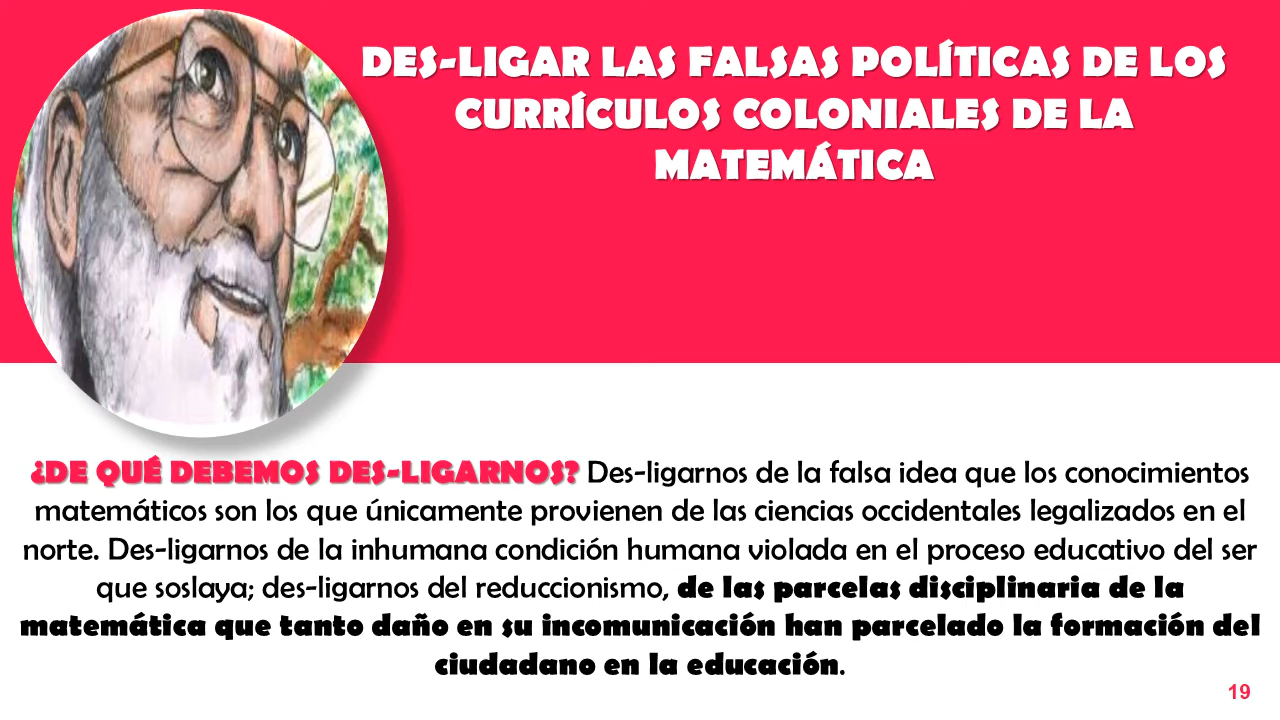 DES-LIGAR LAS FALSAS POLÍTICAS DE LOS
CURRÍCULOS COLONIALES DE LA
MATEMÁTICA
¿DE QUÉ DEBEMOS DES-LIGARNOS? Des-ligarnos de la falsa idea que los conocimientos
matemáticos son los que únicamente provienen de las ciencias occidentales legalizados en el
norte. Des-ligarnos de la inhumana condición humana violada en el proceso educativo del ser
que soslaya; des-ligarnos del reduccionismo, de las parcelas disciplinaria de la
matemática que tanto daño en su incomunicación han parcelado la formación del
ciudadano en la educación.
19